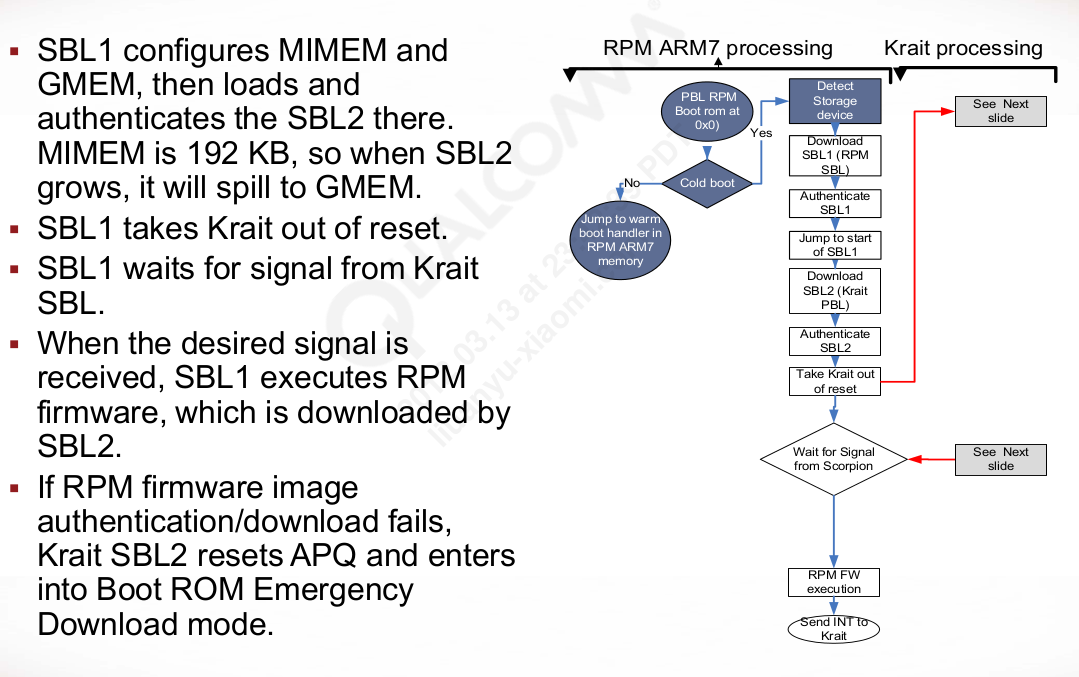 ▪ SBL1 configures MIMEM and
GMEM, then loads and
authenticates the SBL2 there.
MIMEM is 192 KB, so when SBL2
grows, it will spill to GMEM.
▪ SBL1 takes Krait out of reset.
▪ SBL1 waits for signal from Krait
SBL.
▪ When the desired signal is
received, SBL1 executes RPM
firmware, which is downloaded by
SBL2.
▪ If RPM firmware image
authentication/download fails,
Krait SBL2 resets APQ and enters
into Boot ROM Emergency
Download mode.
RPM ARM7 processing
Krait processing
PBL RPM
Boot rom at
0x0)
Yes
Cold boot
No
Jump to warm
boot handler in
RPM ARM7
memory
Detect
Storage
device
Download
SBL1 (RPM
SBL)
Authenticate
SBL1
Jump to start
of SBL1
Download
SBL2 (Krait
PBL)
Authenticate
SBL2
Take Krait out
of reset
Wait for Signal
from Scorpion
RPM FW
execution
Send INT to
Krait
See Next
slide
See Next
slide
QUALCOMM